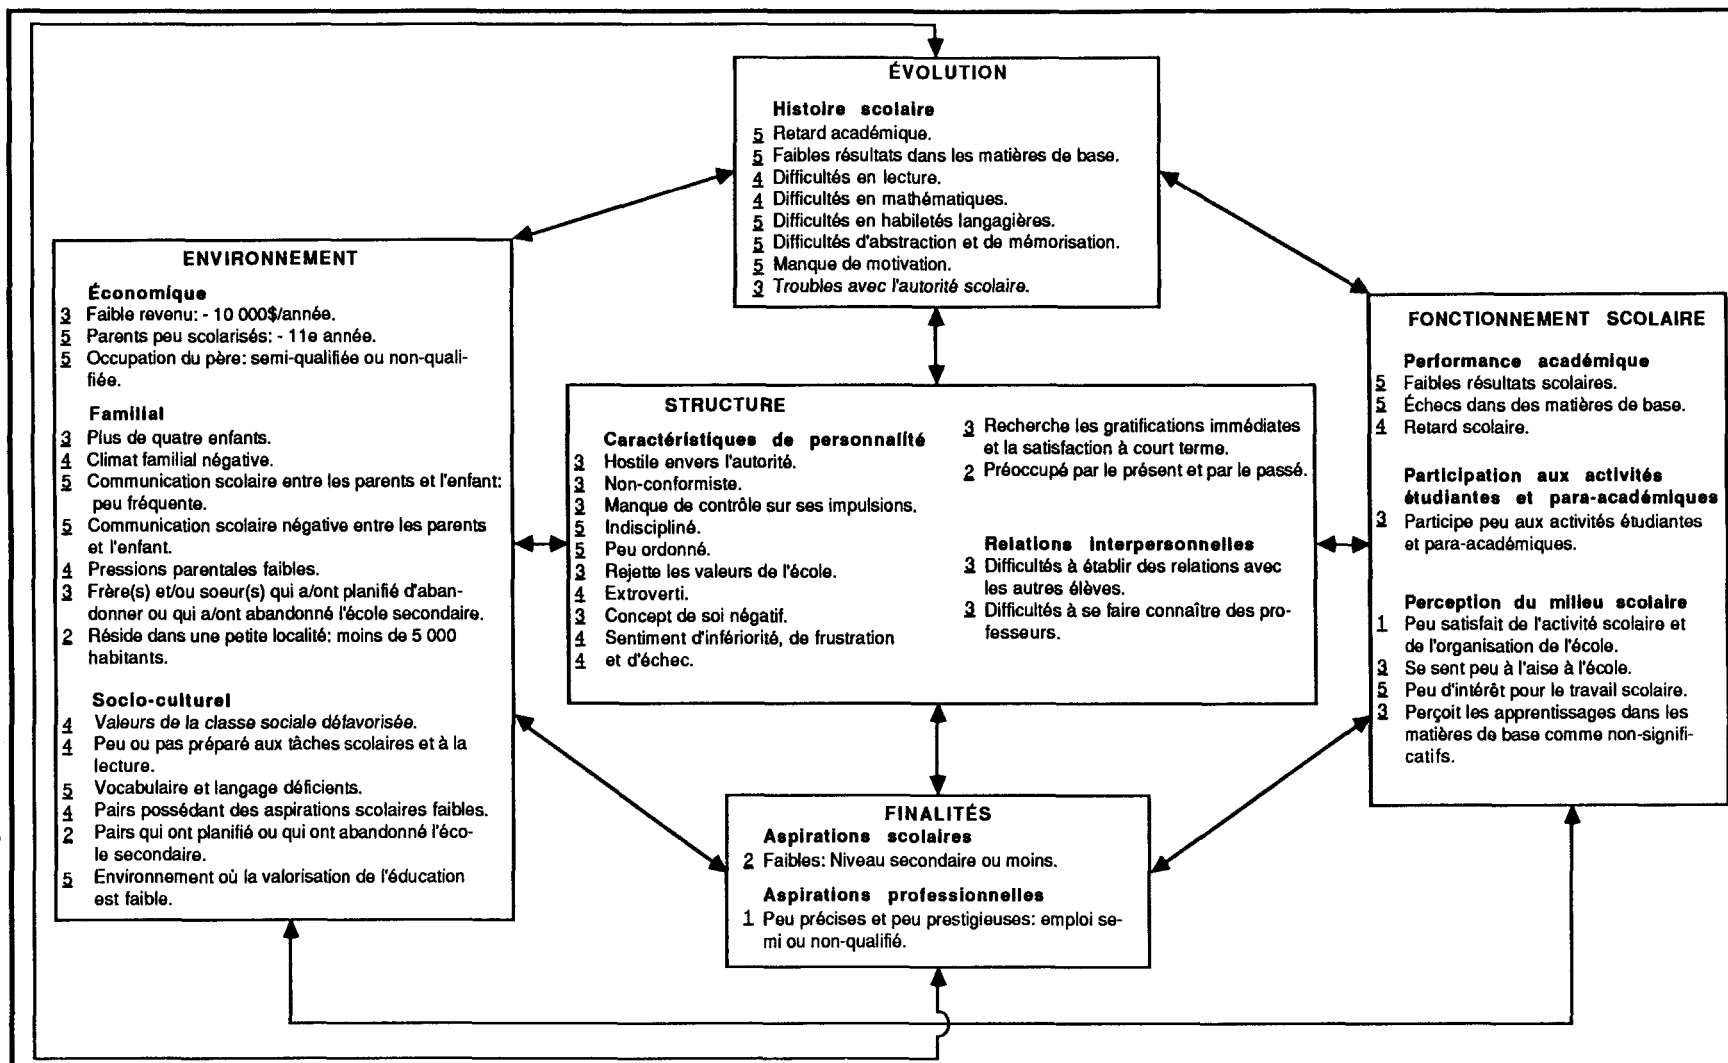 ÉVOLUTION
Histoire scolaire
5 Retard académique.
5 Faibles résultats dans les matières de base.
4 Difficultés en lecture.
4 Difficultés en mathématiques.
5 Difficultés en habiletés langagières.
5 Difficultés d'abstraction et de mémorisation.
5 Manque de motivation.
3 Troubles avec l'autorité scolaire.
ENVIRONNEMENT
Économique
3 Faible revenu: - 10 000$/année.
5 Parents peu scolarisés: - 11e année.
5 Occupation du père: semi-qualifiée ou non-quali-
fiée.
Familial
3 Plus de quatre enfants.
4 Climat familial négative.
5 Communication scolaire entre les parents et l'enfant:
peu fréquente.
5 Communication scolaire négative entre les parents
et l'enfant.
4 Pressions parentales faibles.
3 Frère(s) et/ou soeur(s) qui a/ont planifié d'aban-
donner ou qui a/ont abandonné l'école secondaire.
2 Réside dans une petite localité: moins de 5 000
habitants.
Socio-culturel
4 Valeurs de la classe sociale défavorisée.
4 Peu ou pas préparé aux tâches scolaires et à la
lecture.
5 Vocabulaire et langage déficients.
4 Pairs possédant des aspirations scolaires faibles.
2 Pairs qui ont planifié ou qui ont abandonné l'éco-
le secondaire.
5 Environnement où la valorisation de l'éducation
est faible.
STRUCTURE
Caractéristiques de personnalité
3 Hostile envers l'autorité.
3 Non-conformiste.
3 Manque de contrôle sur ses impulsions.
5 Indiscipliné.
5 Peu ordonné.
3 Rejette les valeurs de l'école.
4 Extroverti.
3 Concept de soi négatif.
4 Sentiment d'infériorité, de frustration
4 et d'échec.
3 Recherche les gratifications immédiates
et la satisfaction à court terme.
2 Préoccupé par le présent et par le passé.
Relations interpersonnelles
3 Difficultés à établir des relations avec
les autres élèves.
3 Difficultés à se faire connaître des pro-
fesseurs.
FONCTIONNEMENT SCOLAIRE
Performance académique
5 Faibles résultats scolaires.
5 Échecs dans des matières de base.
4 Retard scolaire.
Participation aux activités
étudiantes et para-académiques
3 Participe peu aux activités étudiantes
et para-académiques.
Perception du milieu scolaire
1 Peu satisfait de l'activité scolaire et
de l'organisation de l'école.
3 Se sent peu à l'aise à l'école.
5 Peu d'intérêt pour le travail scolaire.
3 Perçoit les apprentissages dans les
matières de base comme non-signifi-
catifs.
FINALITÉS
Aspirations scolaires
2 Faibles: Niveau secondaire ou moins.
Aspirations professionnelles
1 Peu précises et peu prestigieuses: emploi se-
mi ou non-qualifié.